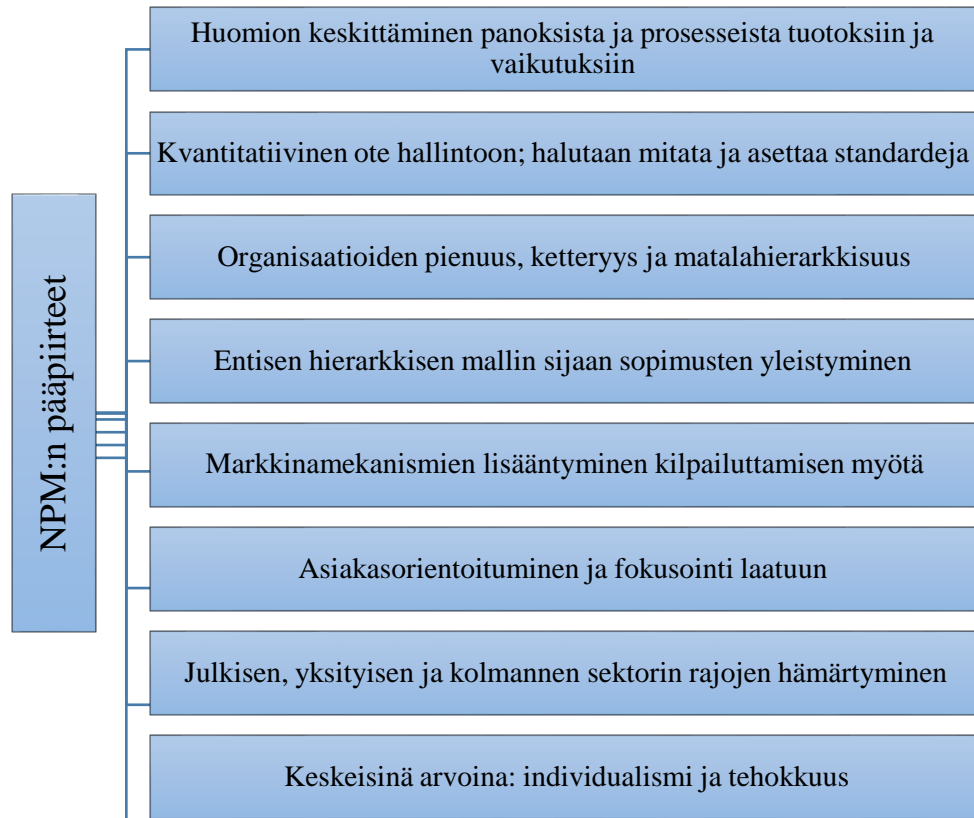 NPM:n pääpiirteet
Huomion keskittäminen panoksista ja prosesseista tuotoksiin ja
vaikutuksiin
Kvantitatiivinen ote hallintoon; halutaan mitata ja asettaa standardeja
Organisaatioiden pienuus, ketteryys ja matalahierarkkisuus
Entisen hierarkkisen mallin sijaan sopimusten yleistyminen
Markkinamekanismien lisääntyminen kilpailuttamisen myötä
Asiakasorientoituminen ja fokusointi laatuun
Julkisen, yksityisen ja kolmannen sektorin rajojen hämärtyminen
Keskeisinä arvoina: individualismi ja tehokkuus